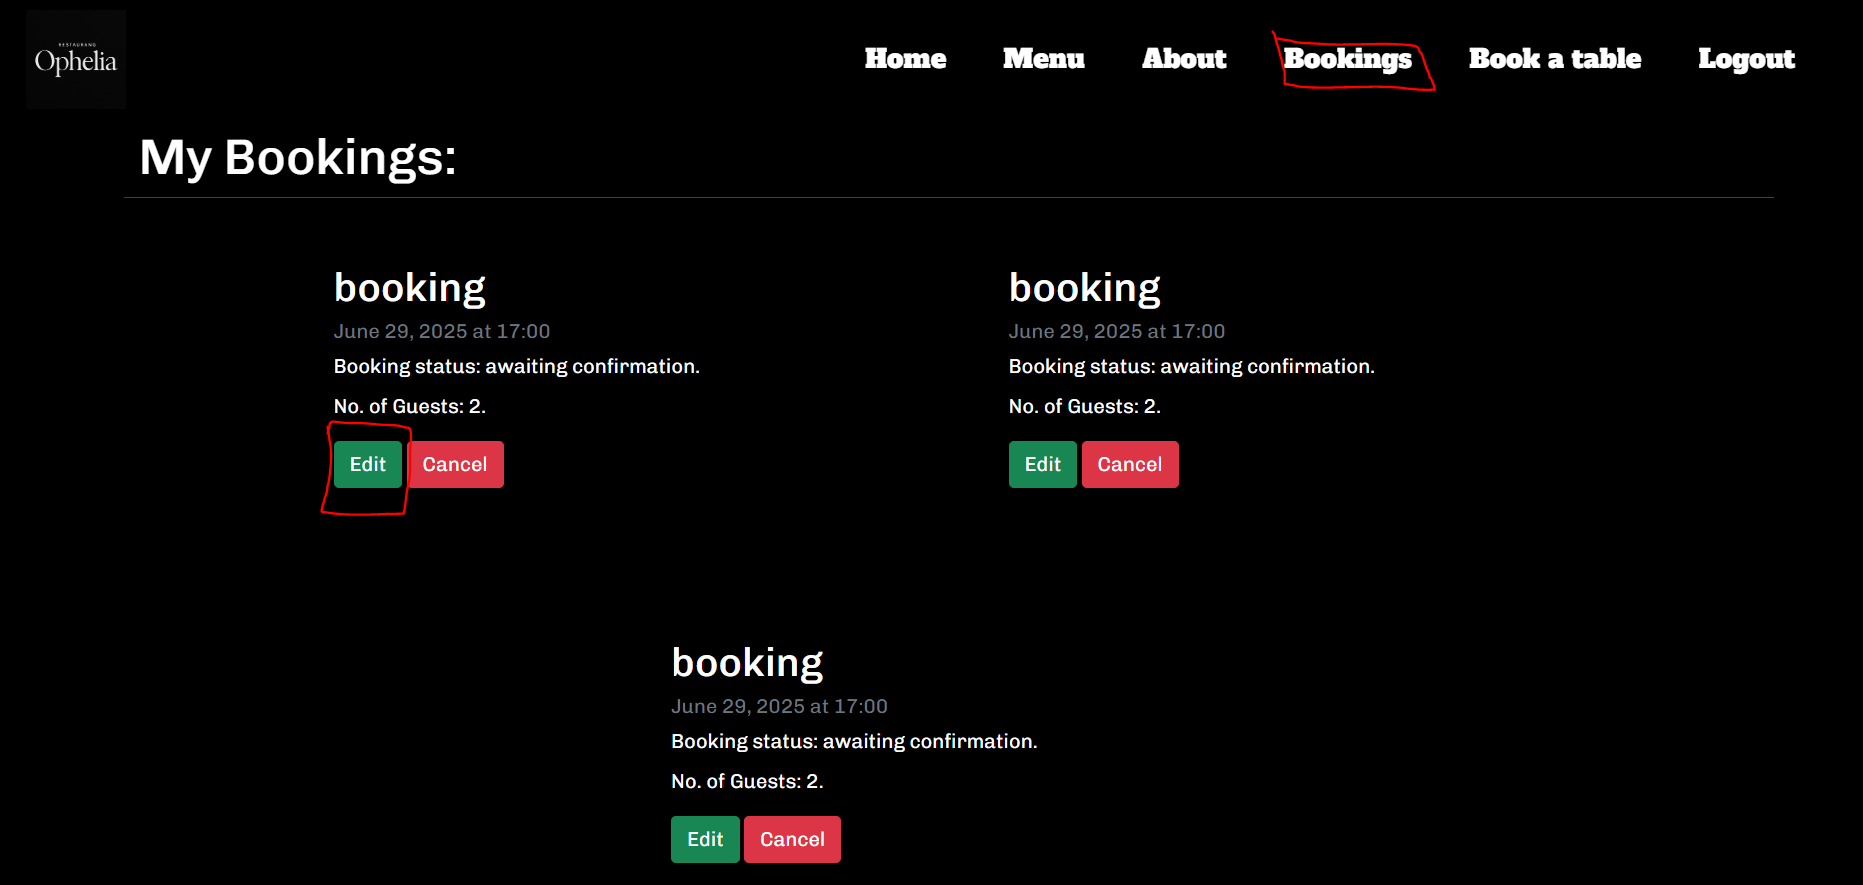 RESTAURANG
Ophelia
Home Menu About Bookings Book a table Logout
My Bookings:
booking
June 29, 2025 at 17:00
Booking status: awaiting confirmation.
No. of Guests: 2.
Edit Cancel
booking
June 29, 2025 at 17:00
Booking status: awaiting confirmation.
No. of Guests: 2.
Edit Cancel
booking
June 29, 2025 at 17:00
Booking status: awaiting confirmation.
No. of Guests: 2.
Edit Cancel